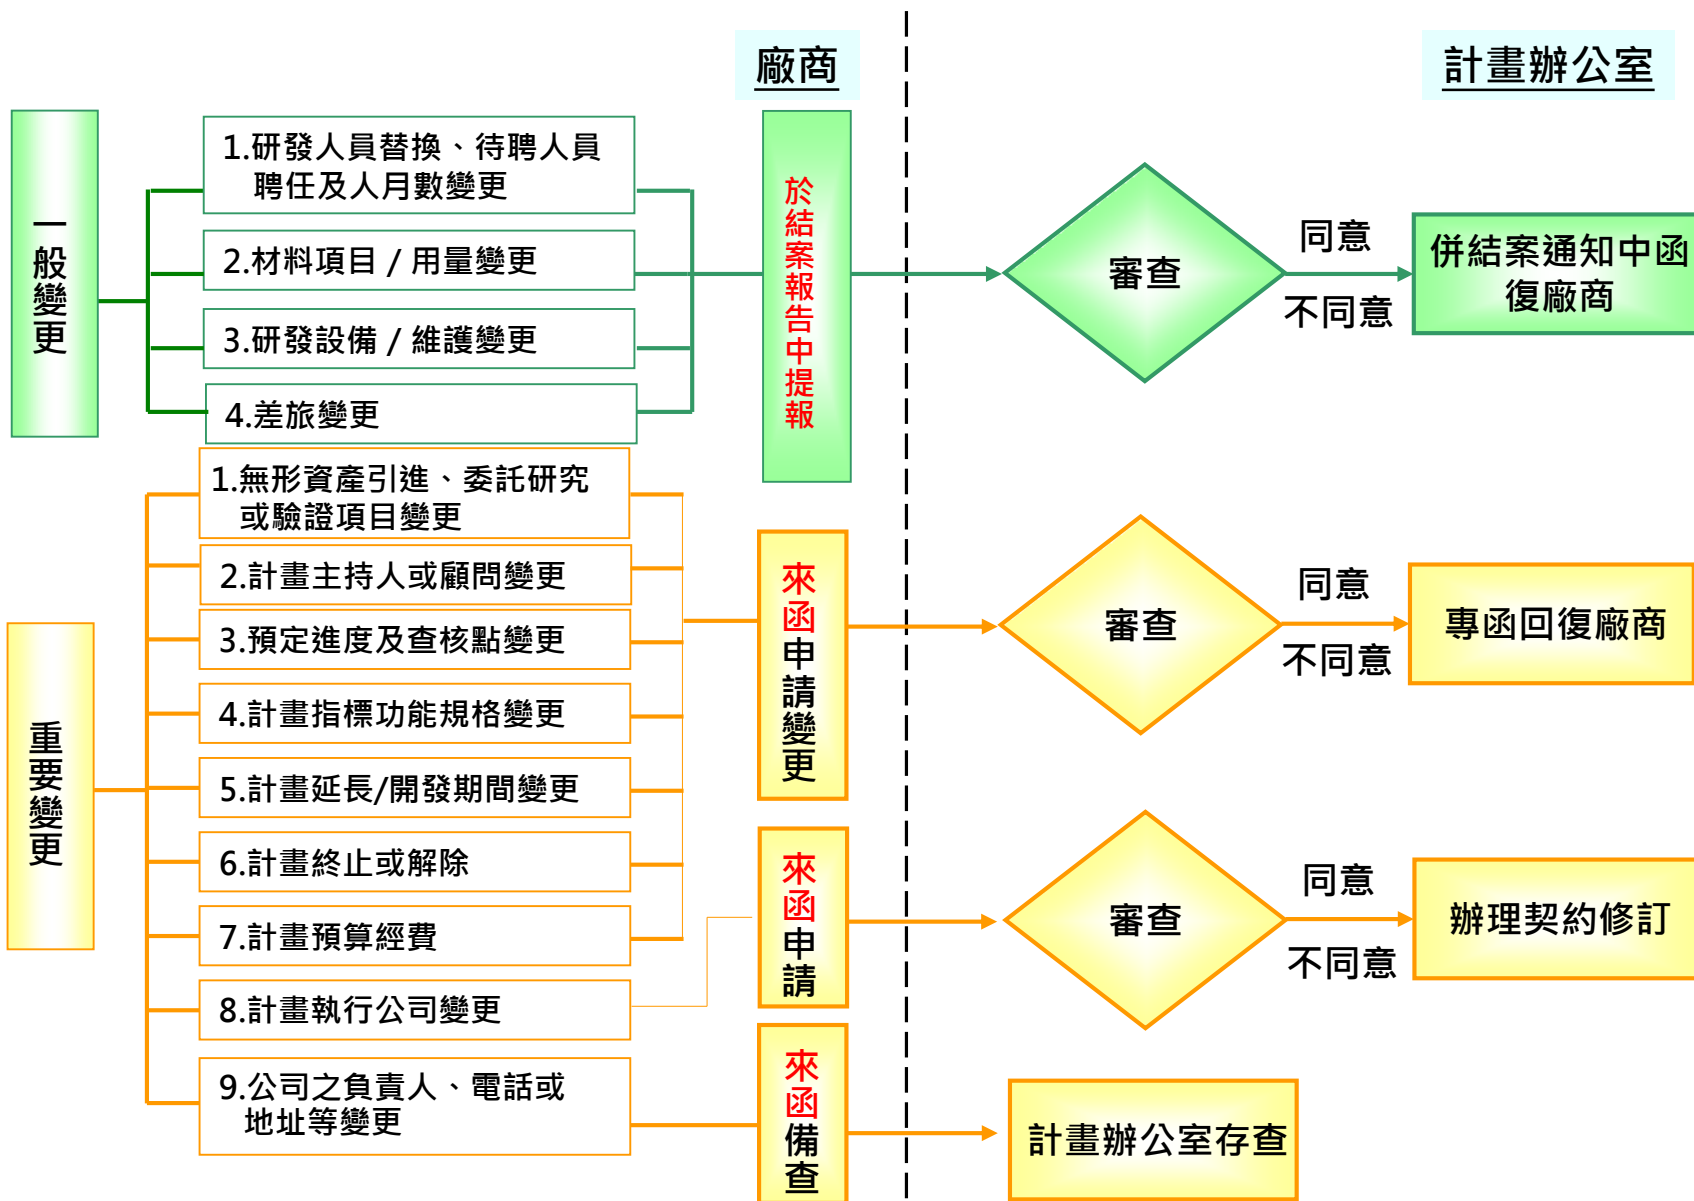 廠商
計畫辦公室
一般變更
1.研發人員替換、待聘人員
聘任及人月數變更
2.材料項目 / 用量變更
3.研發設備 / 維護變更
4.差旅變更
於結案報告中提報
審查
同意
不同意
併結案通知中函
復廠商
重要變更
1.無形資產引進、委託研究
或驗證項目變更
2.計畫主持人或顧問變更
3.預定進度及查核點變更
4.計畫指標功能規格變更
5.計畫延長/開發期間變更
6.計畫終止或解除
7.計畫預算經費
8.計畫執行公司變更
9.公司之負責人、電話或
地址等變更
來函申請變更
審查
同意
不同意
專函回復廠商
來函申請
審查
同意
不同意
辦理契約修訂
來函備查
計畫辦公室存查